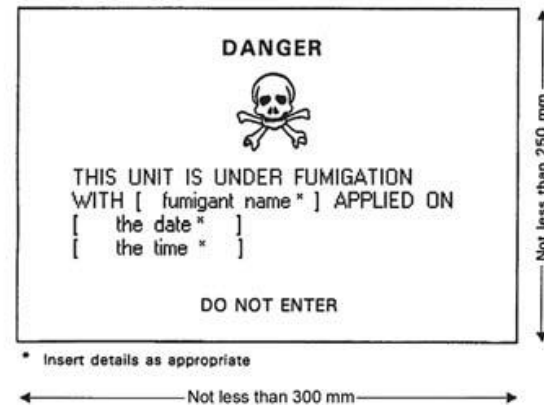 DANGER
THIS UNIT IS UNDER FUMIGATION
WITH [ fumigant name* ] APPLIED ON
[ the date* ]
[ the time * ]
DO NOT ENTER
* Insert details as appropriate
Not less than 300 mm
Not less than 250 mm